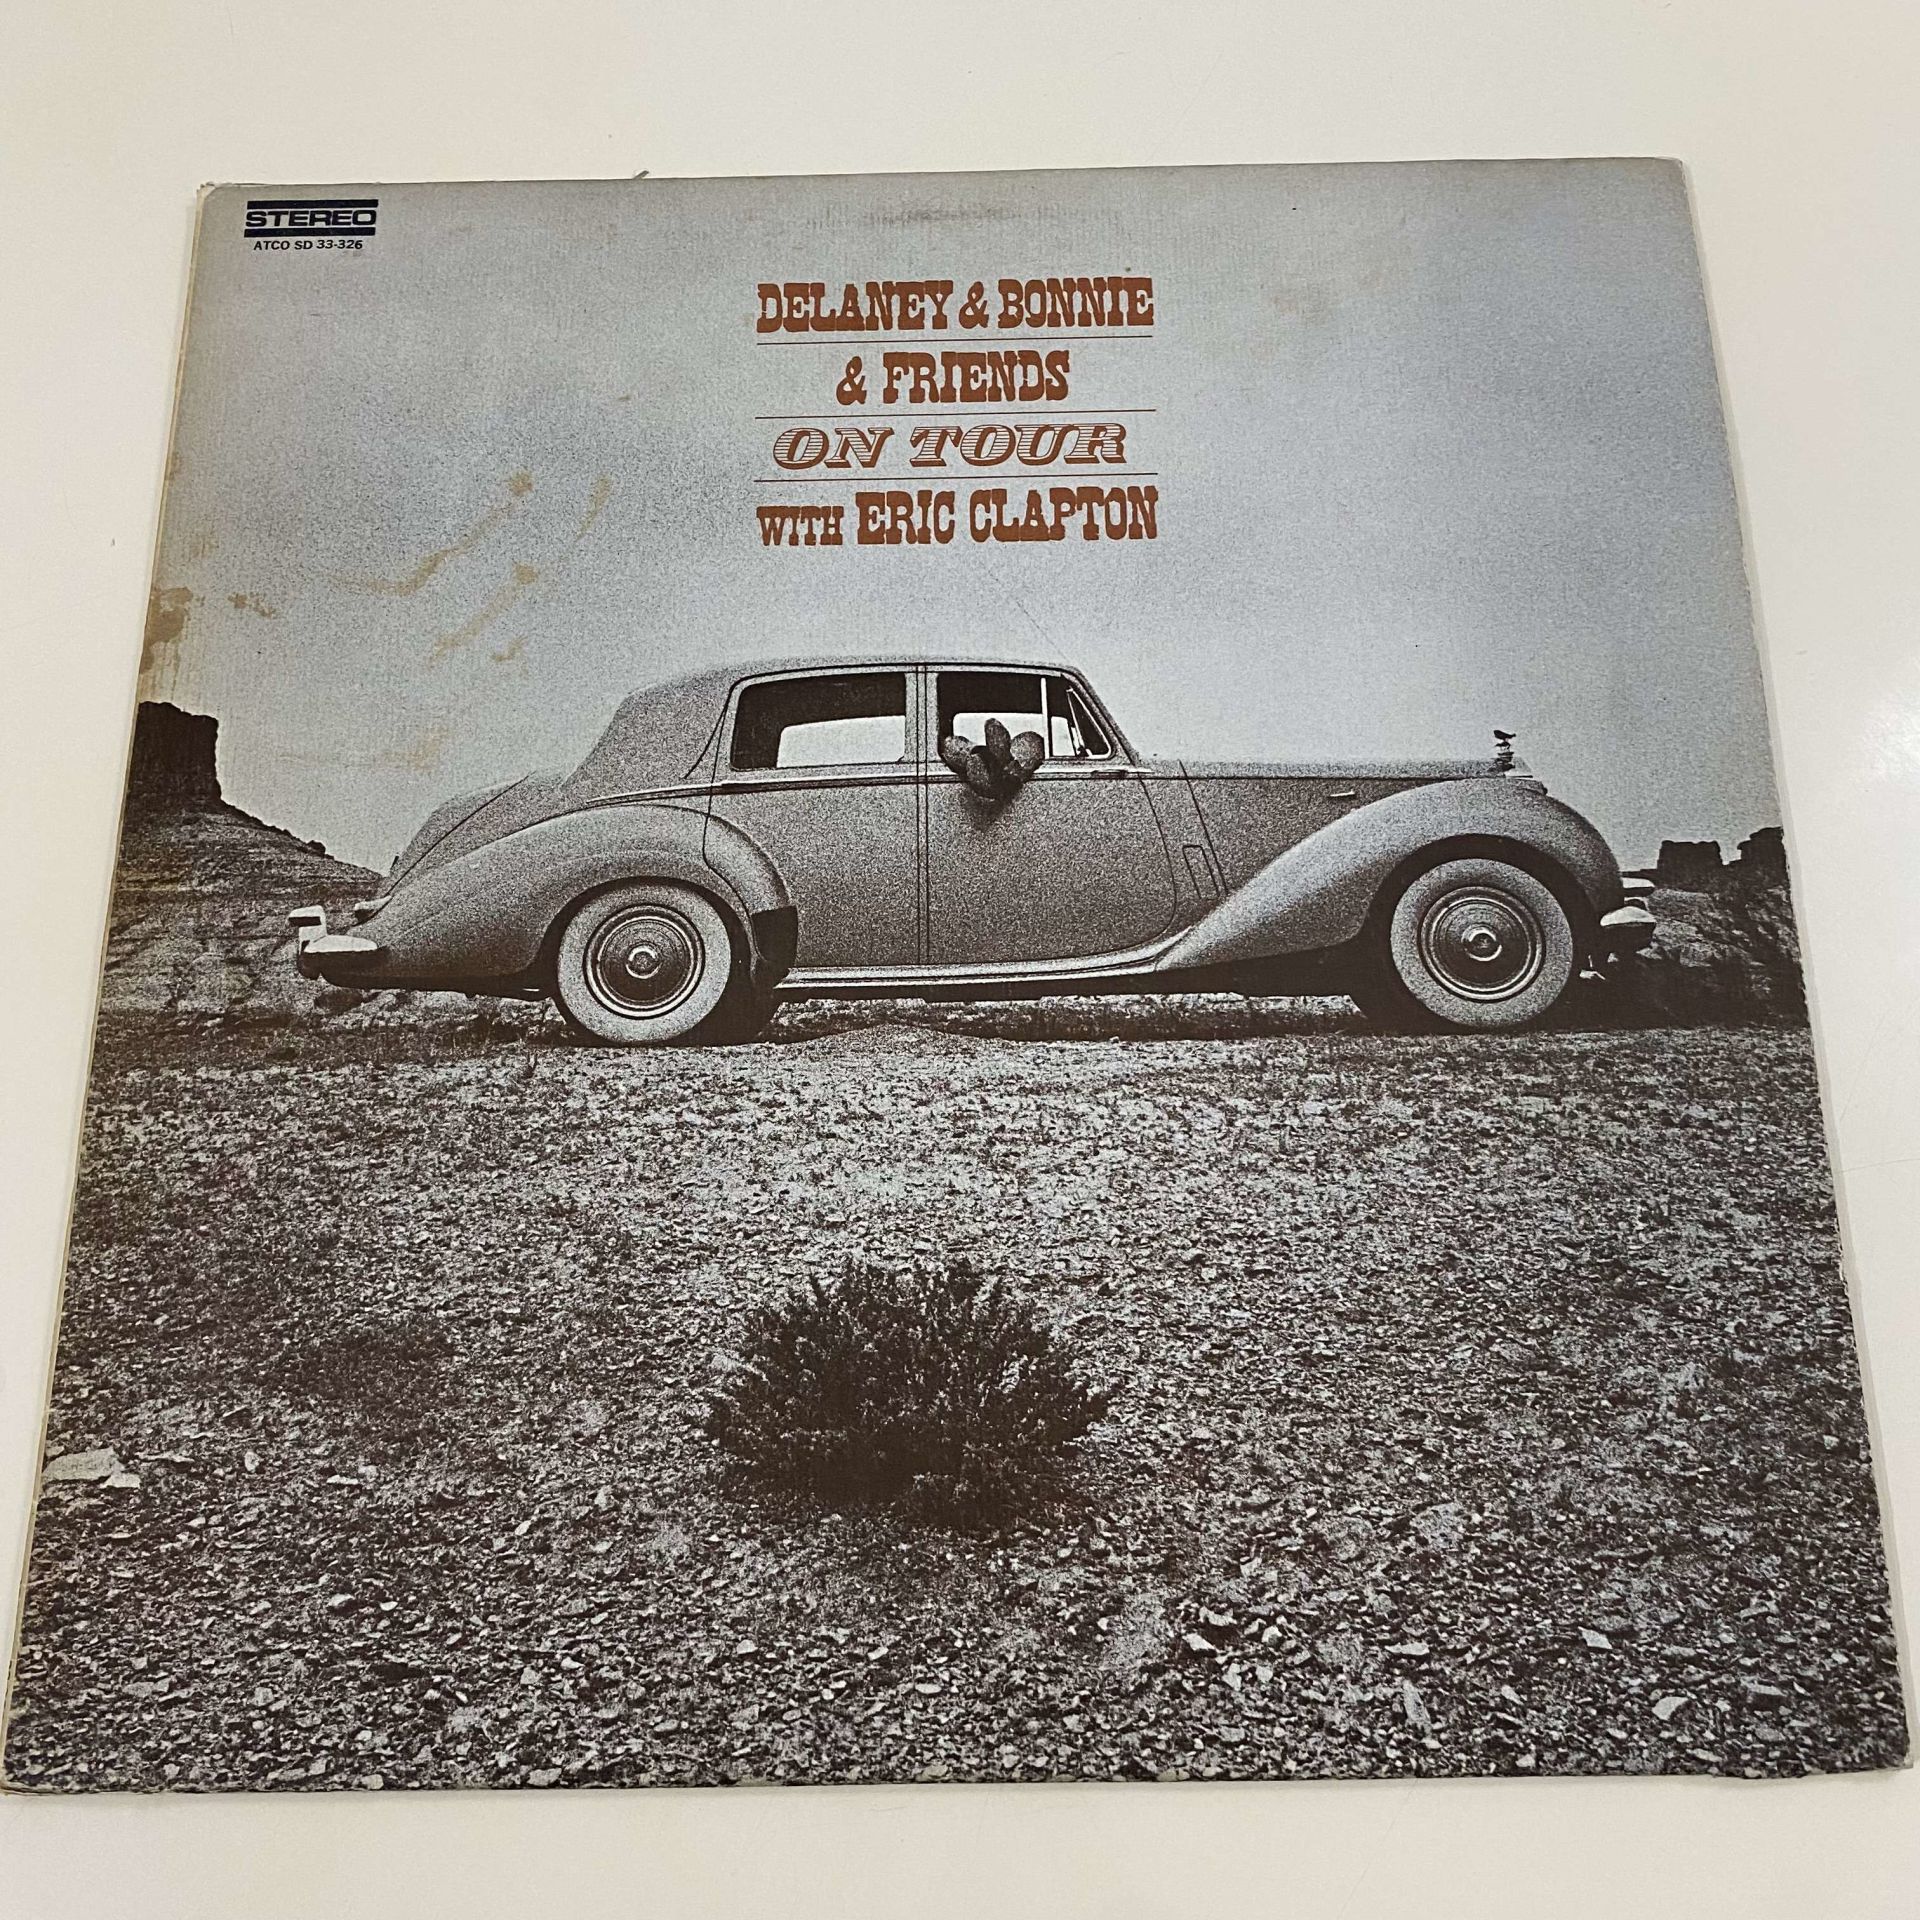 STEREO
ATCO SD 33-326
DELANEY & BONNIE
& FRIENDS
ON TOUR
WITH ERIC CLAPTON